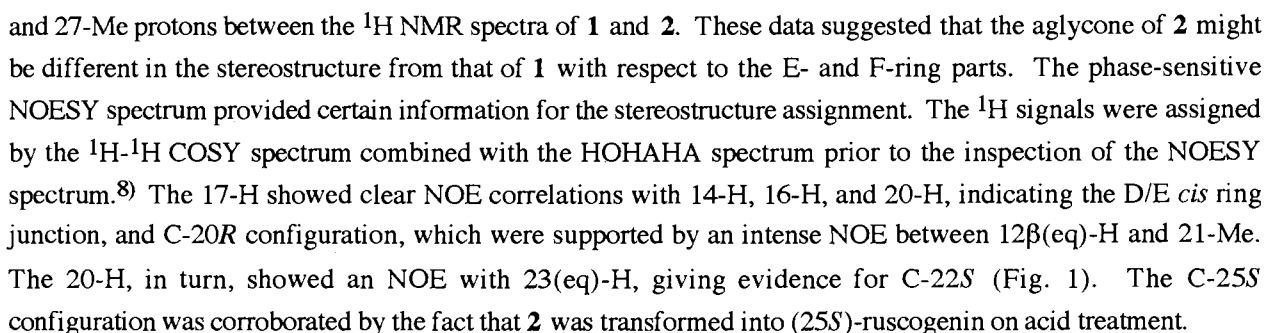 and 27-Me protons between the ¹H NMR spectra of 1 and 2. These data suggested that the aglycone of 2 might
be different in the stereostructure from that of 1 with respect to the E- and F-ring parts. The phase-sensitive
NOESY spectrum provided certain information for the stereostructure assignment. The ¹H signals were assigned
by the ¹H-¹H COSY spectrum combined with the HOHAHA spectrum prior to the inspection of the NOESY
spectrum.⁸⁾ The 17-H showed clear NOE correlations with 14-H, 16-H, and 20-H, indicating the D/E cis ring
junction, and C-20R configuration, which were supported by an intense NOE between 12β(eq)-H and 21-Me.
The 20-H, in turn, showed an NOE with 23(eq)-H, giving evidence for C-22S (Fig. 1). The C-25S
configuration was corroborated by the fact that 2 was transformed into (25S)-ruscogenin on acid treatment.